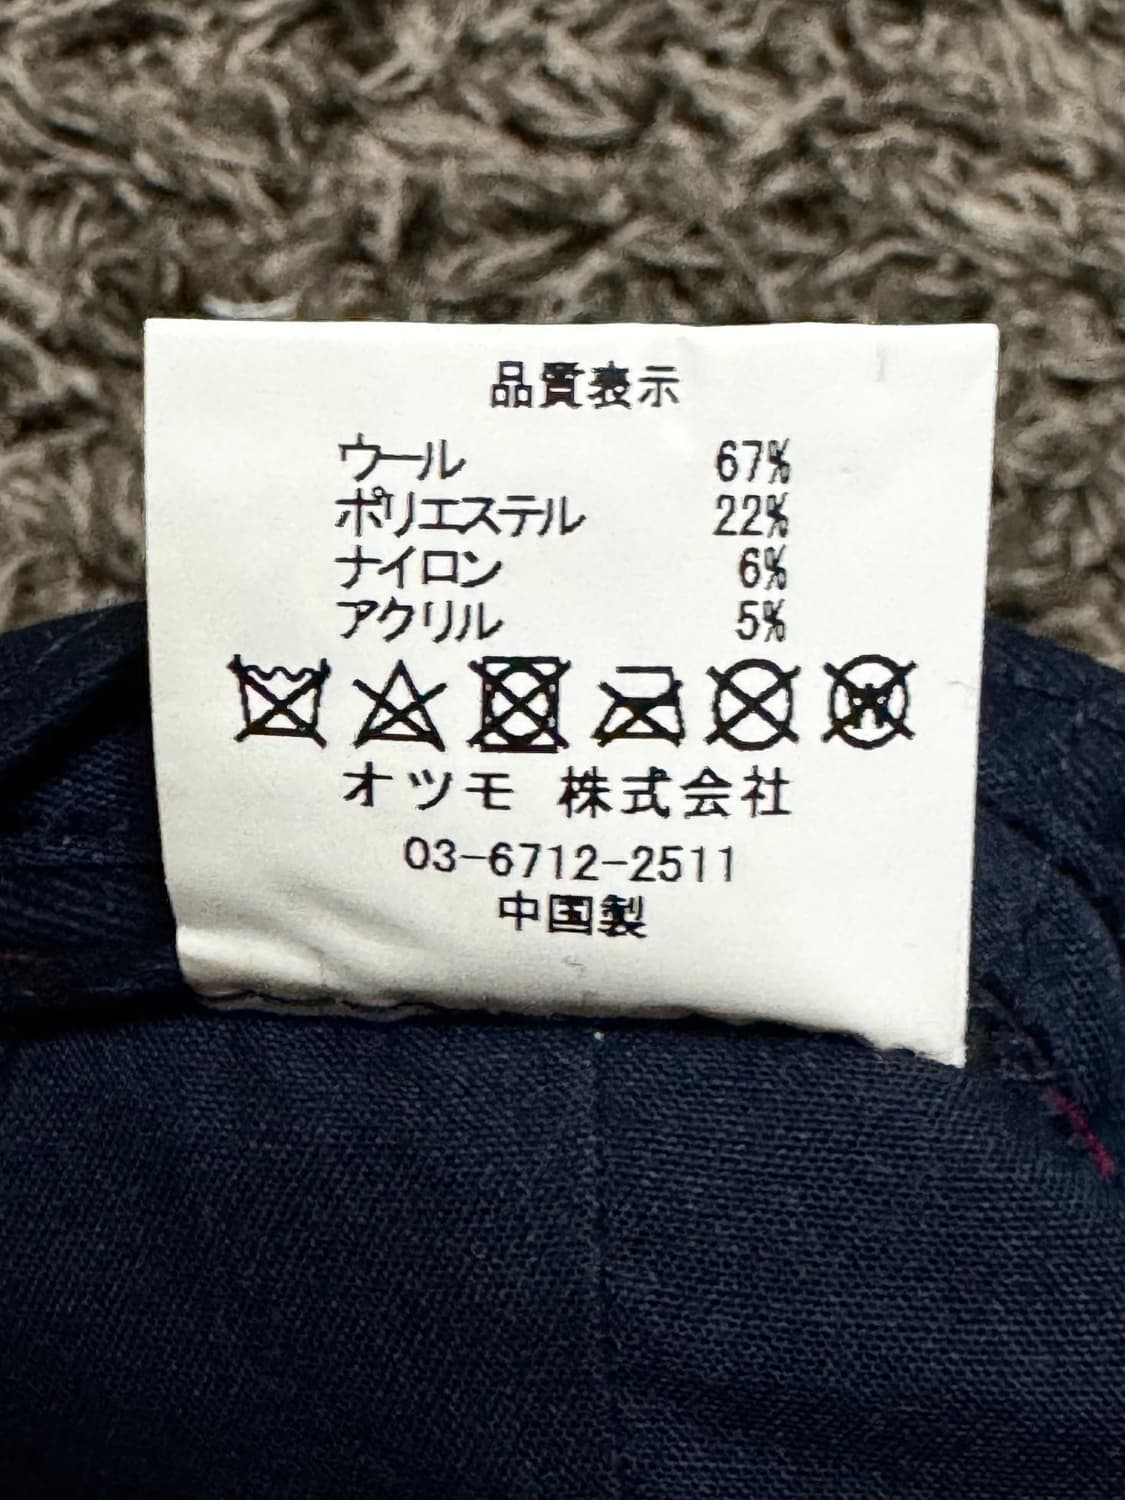 品質表示
ウール 67%
ポリエステル 22%
ナイロン 6%
アクリル 5%
オツモ 株式会社
03-6712-2511
中国製